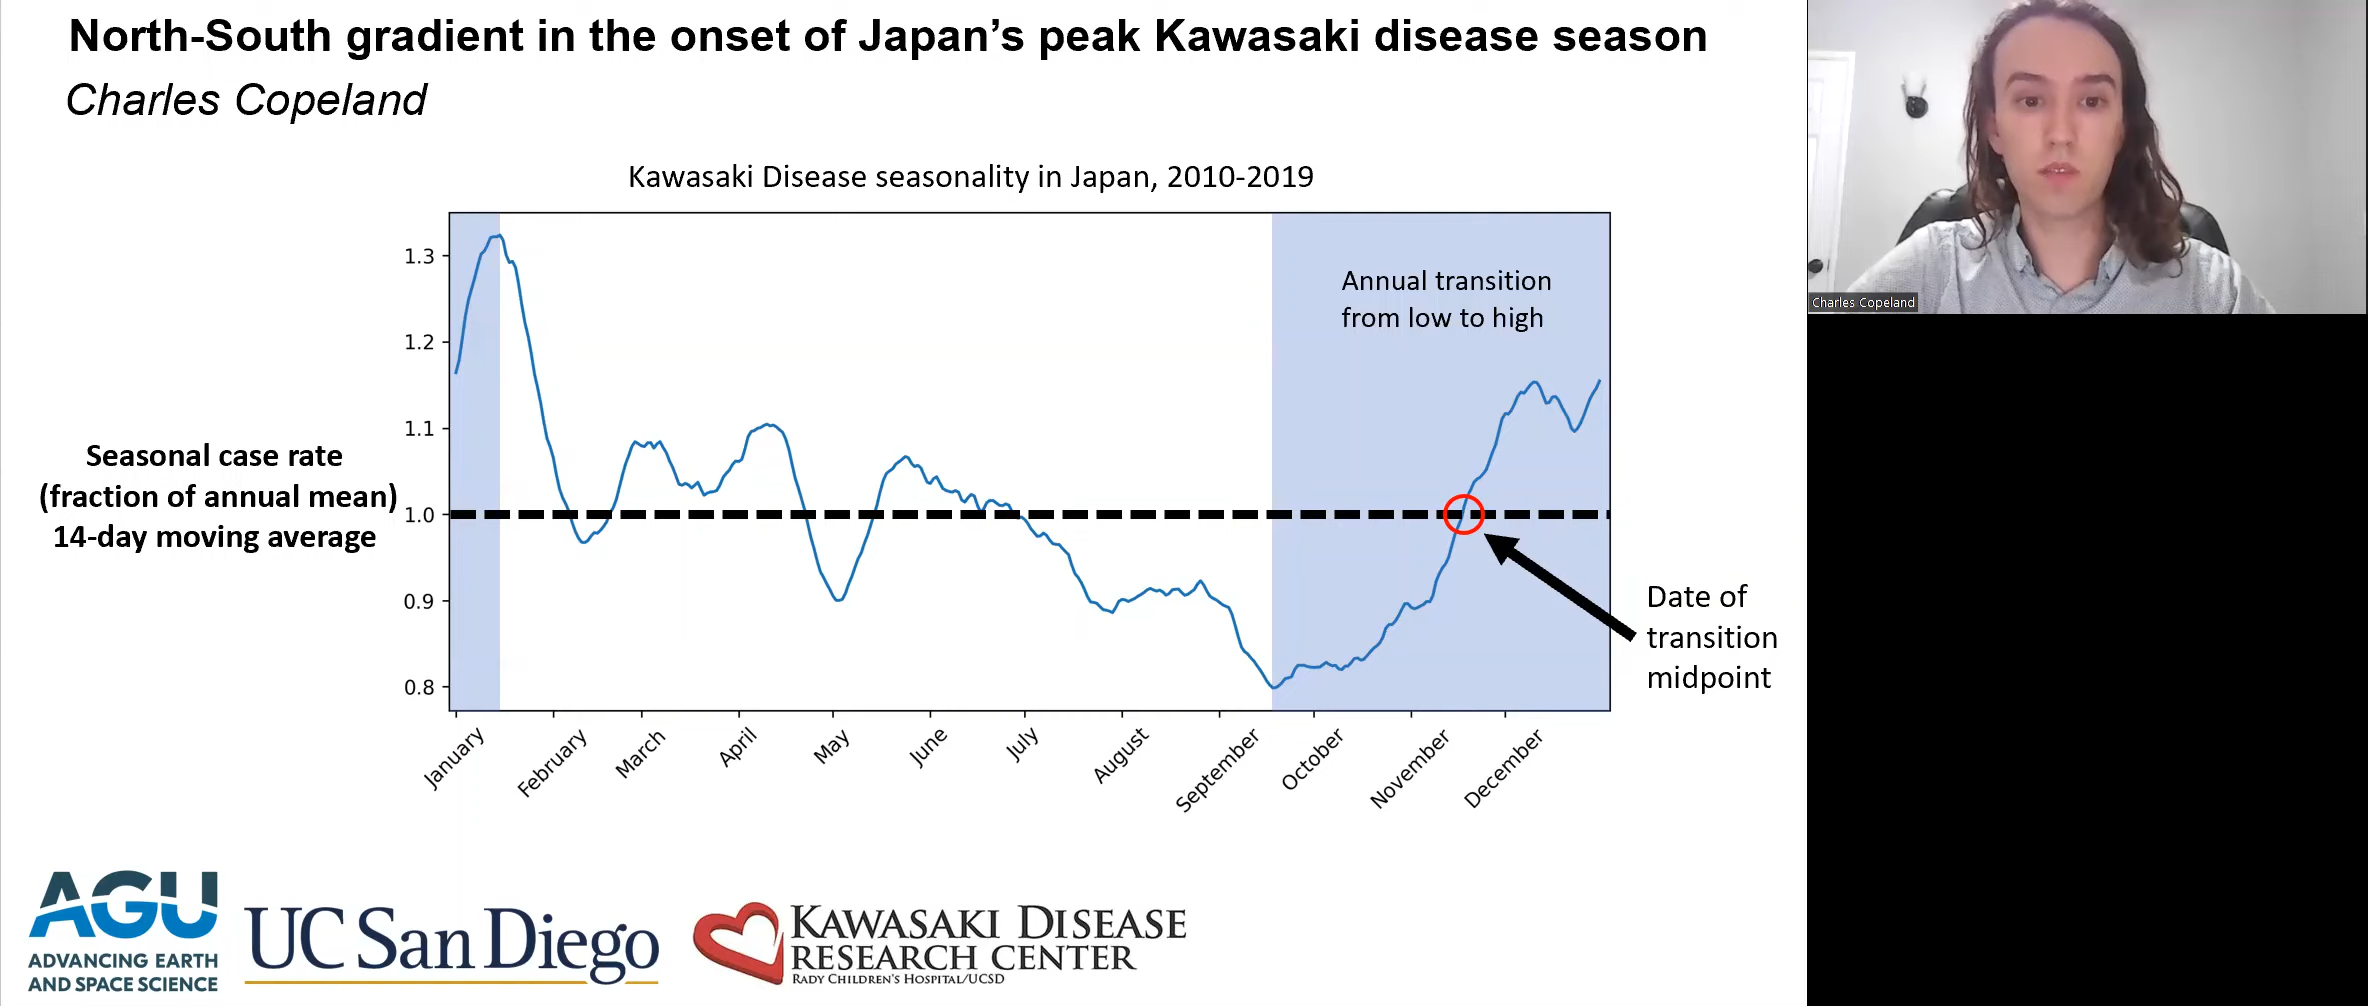 North-South gradient in the onset of Japan’s peak Kawasaki disease season
Charles Copeland
Kawasaki Disease seasonality in Japan, 2010-2019
Seasonal case rate
(fraction of annual mean)
14-day moving average
1.3
1.2
1.1
1.0
0.9
0.8
Annual transition
from low to high
Date of
transition
midpoint
January
February
March
April
May
June
July
August
September
October
November
December
AGU
ADVANCING EARTH
AND SPACE SCIENCE
UC San Diego
KAWASAKI DISEASE
RESEARCH CENTER
RADY CHILDREN'S HOSPITAL/UCSD
Charles Copeland